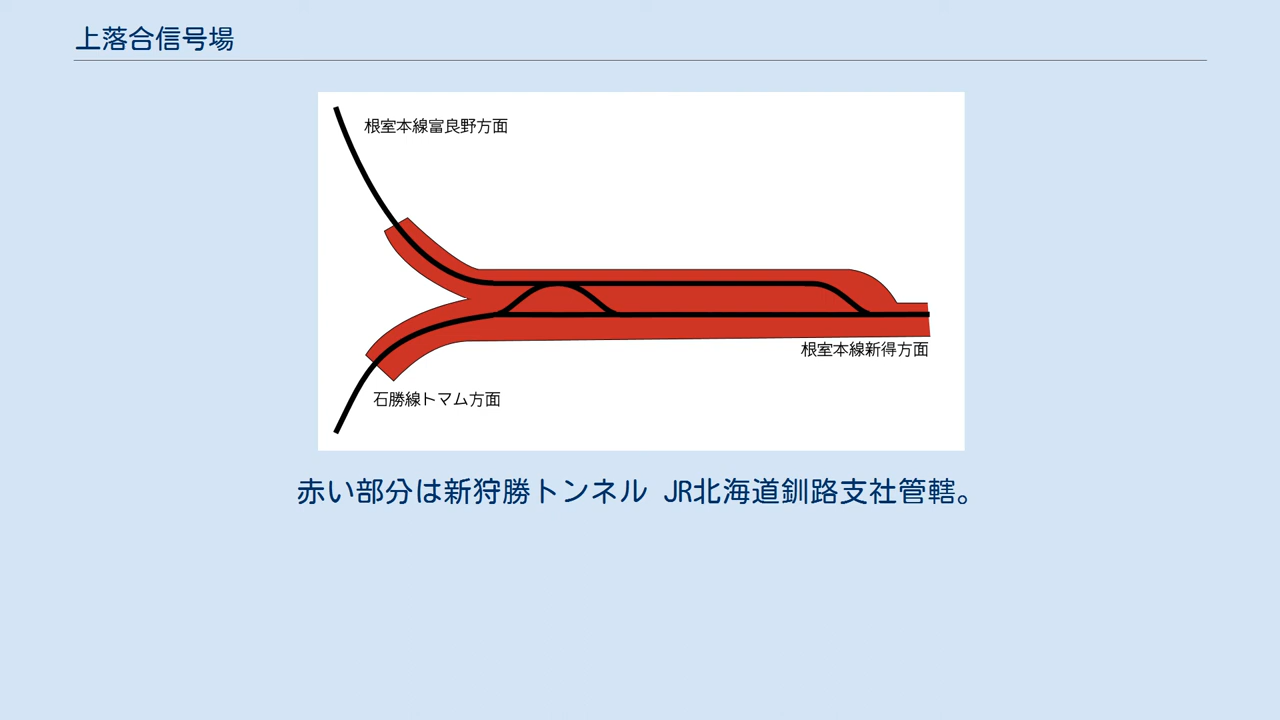 上落合信号場
根室本線富良野方面
根室本線新得方面
石勝線トマム方面
赤い部分は新狩勝トンネル JR北海道釧路支社管轄。